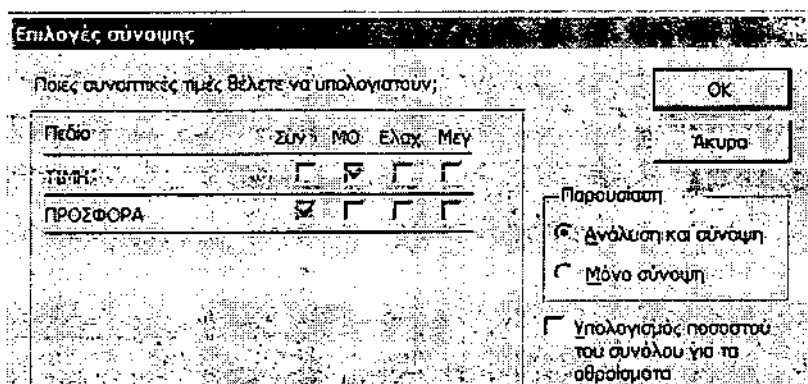 Επιλογές σύνοψης
Ποιες συνοπτικές τιμές θέλετε να υπολογιστούν;
Πεδίο Συν ΜΟ Ελαχ Μεγ
ΤΙΜΗ
ΠΡΟΣΦΟΡΑ
OK
Άκυρο
Παρουσίαση
Ανάλυση και σύνοψη
Μόνο σύνοψη
Υπολογισμός ποσοστού
του συνόλου για τα
αθροίσματα